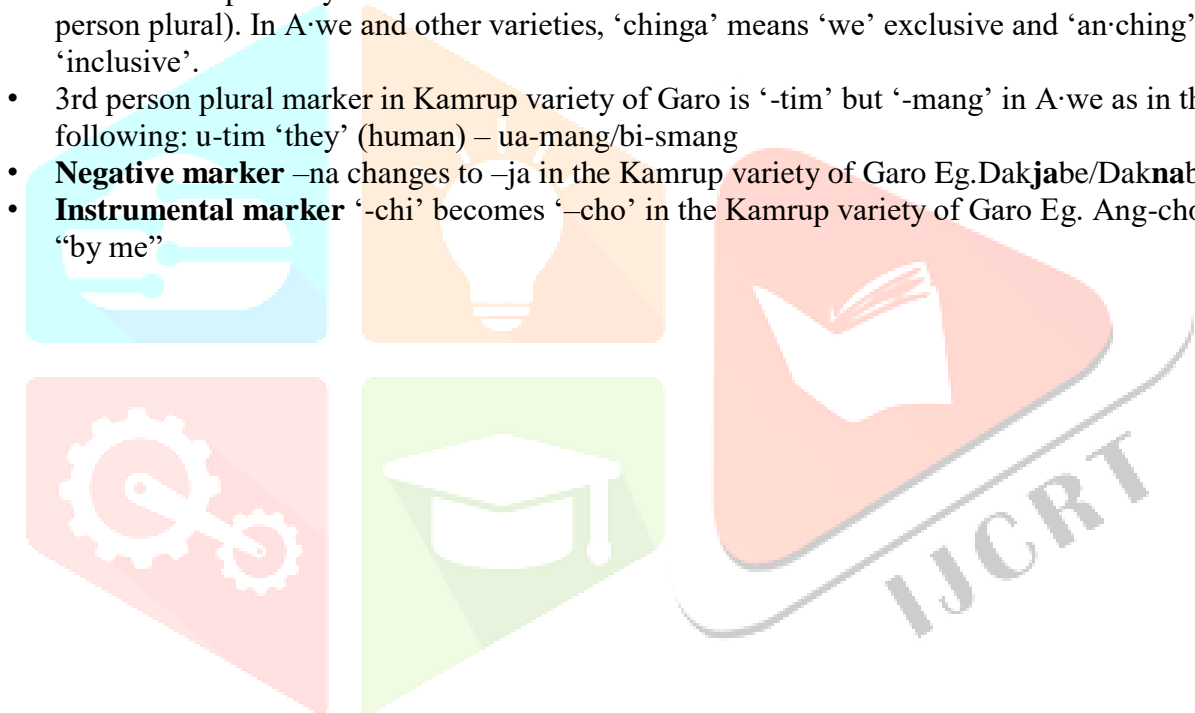 person plural). In A·we and other varieties, ‘chinga’ means ‘we’ exclusive and ‘an·ching’
‘inclusive’.
• 3rd person plural marker in Kamrup variety of Garo is ‘-tim’ but ‘-mang’ in A·we as in th
following: u-tim ‘they’ (human) – ua-mang/bi-smang
• Negative marker –na changes to –ja in the Kamrup variety of Garo Eg.Dakjabe/Daknab
• Instrumental marker ‘-chi’ becomes ‘–cho’ in the Kamrup variety of Garo Eg. Ang-cho
“by me”
IJCRT